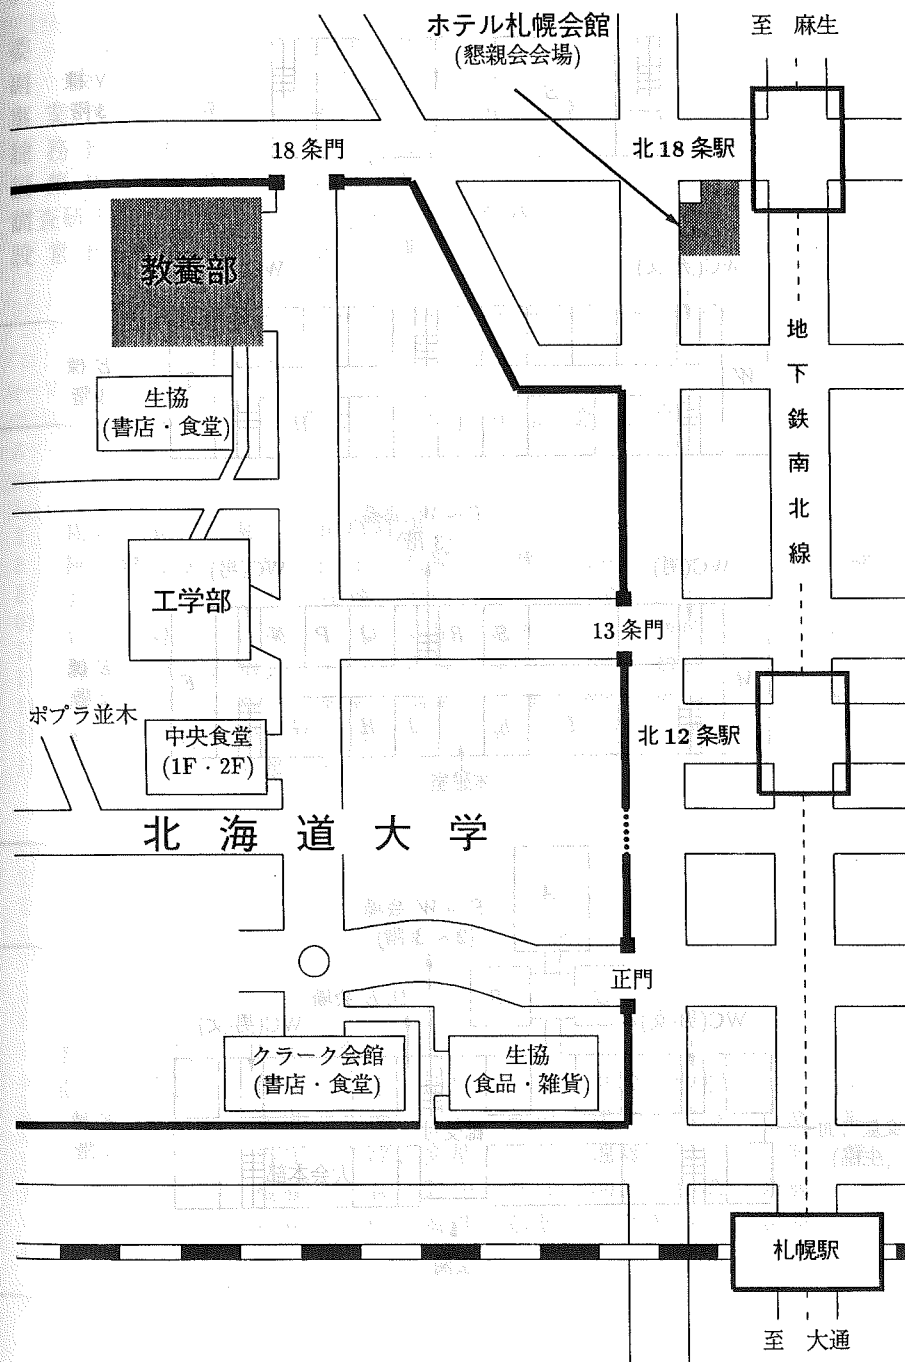 ホテル札幌会館
(懇親会会場)
至 麻生
18条門
北18条駅
教養部
地下鉄南北線
生協
(書店・食堂)
工学部
13条門
ポプラ並木
中央食堂
(1F・2F)
北12条駅
北海道大学
正門
クラーク会館
(書店・食堂)
生協
(食品・雑貨)
札幌駅
至 大通